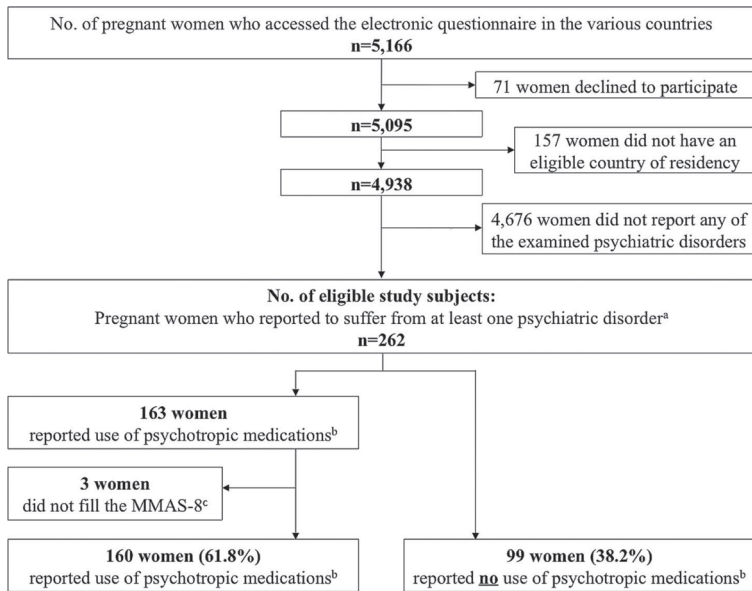 No. of pregnant women who accessed the electronic questionnaire in the various countries
n=5,166
71 women declined to participate
n=5,095
157 women did not have an
eligible country of residency
n=4,938
4,676 women did not report any of
the examined psychiatric disorders
No. of eligible study subjects:
Pregnant women who reported to suffer from at least one psychiatric disorderᵃ
n=262
163 women
reported use of psychotropic medicationsᵇ
3 women
did not fill the MMAS-8ᶜ
160 women (61.8%)
reported use of psychotropic medicationsᵇ
99 women (38.2%)
reported no use of psychotropic medicationsᵇ